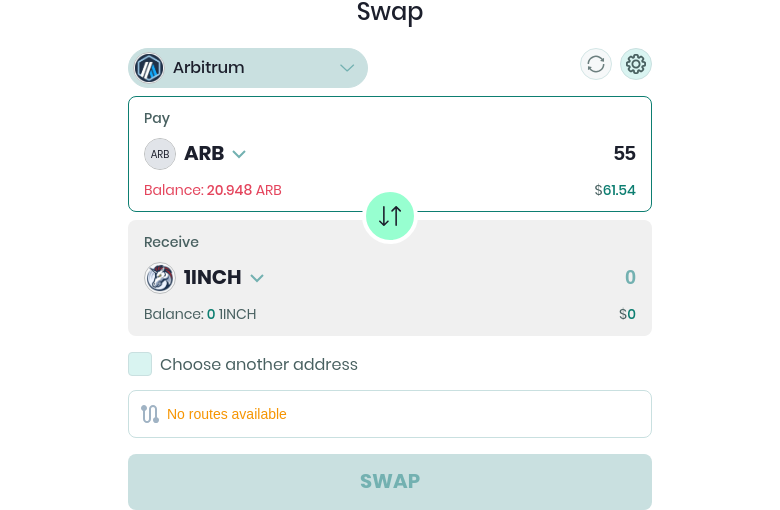 Swap
Arbitrum
Pay
ARB ARB 55
Balance: 20.948 ARB $61.54
Receive
1INCH 0
Balance: 0 1INCH $0
Choose another address
No routes available
SWAP